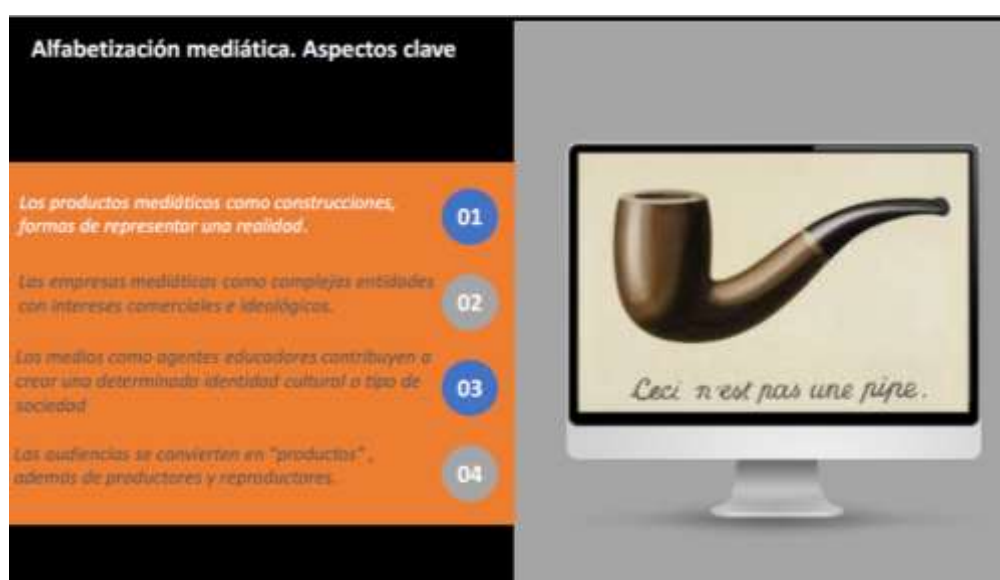 Alfabetización mediática. Aspectos clave
Los productos mediáticos como construcciones,
formas de representar una realidad.
01
Las empresas mediáticas como complejas entidades
con intereses comerciales e ideológicos.
02
Los medios como agentes educadores contribuyen a
crear una determinada identidad cultural o tipo de
sociedad
03
Las audiencias se convierten en "productos" ,
además de productores y reproductores.
04
Ceci n'est pas une pipe.